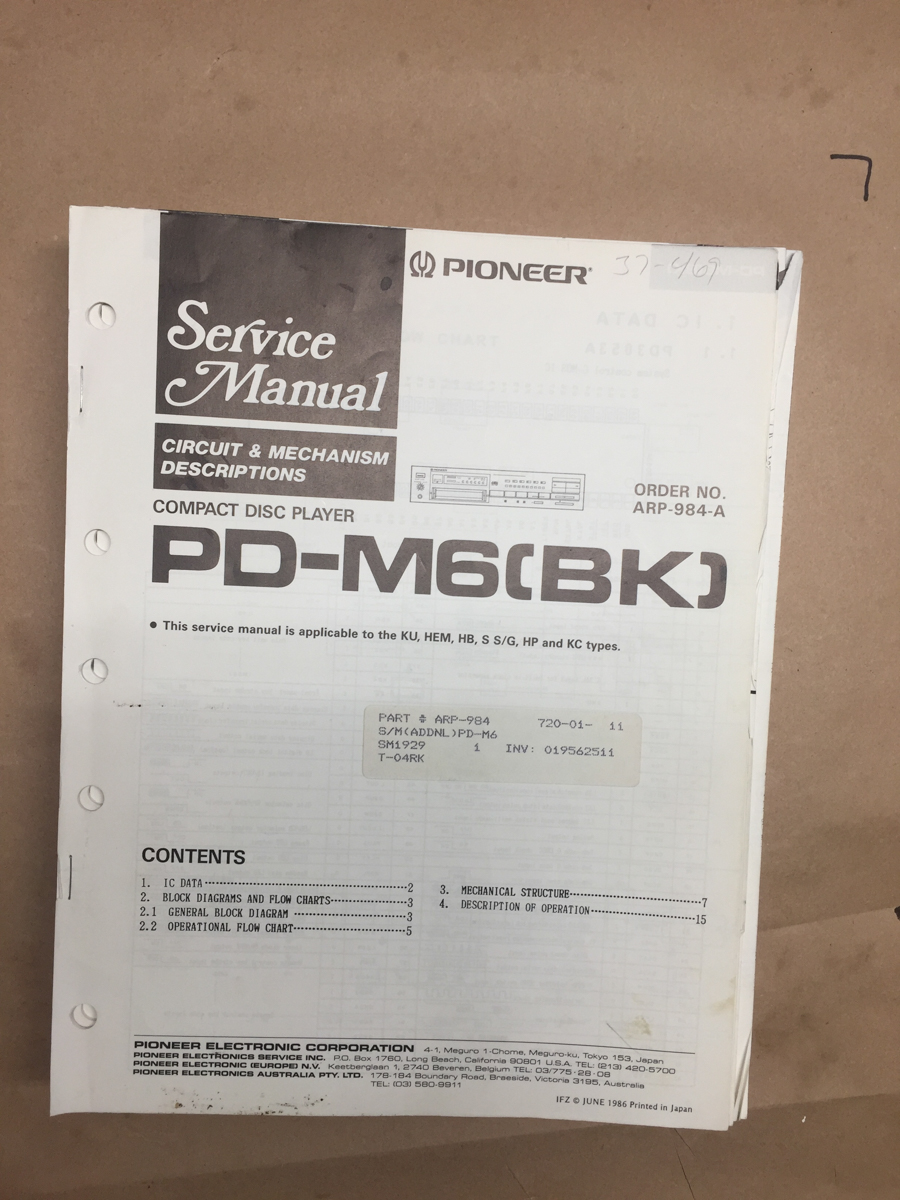 PIONEER®
37-469
Service
Manual
CIRCUIT & MECHANISM
DESCRIPTIONS
ORDER NO.
ARP-984-A
COMPACT DISC PLAYER
PD-M6(BK)
● This service manual is applicable to the KU, HEM, HB, S S/G, HP and KC types.
PART # ARP-984 720-01- 11
S/M(ADDNL)PD-M6
SM1929 1 INV: 019562511
T-04RK
CONTENTS
1. IC DATA 2
2. BLOCK DIAGRAMS AND FLOW CHARTS 3
2.1 GENERAL BLOCK DIAGRAM 3
2.2 OPERATIONAL FLOW CHART 5
3. MECHANICAL STRUCTURE 7
4. DESCRIPTION OF OPERATION 15
PIONEER ELECTRONIC CORPORATION 4-1, Meguro 1-Chome, Meguro-ku, Tokyo 153, Japan
PIONEER ELECTRONICS SERVICE INC. P.O. Box 1760, Long Beach, California 90801 U.S.A. TEL: (213) 420-5700
PIONEER ELECTRONIC (EUROPE) N.V. Keetberglaan 1, 2740 Beveren, Belgium TEL: 03/775·28·08
PIONEER ELECTRONICS AUSTRALIA PTY. LTD. 178-184 Boundary Road, Braeside, Victoria 3195, Australia
TEL: (03) 580-9911
IFZ © JUNE 1986 Printed in Japan